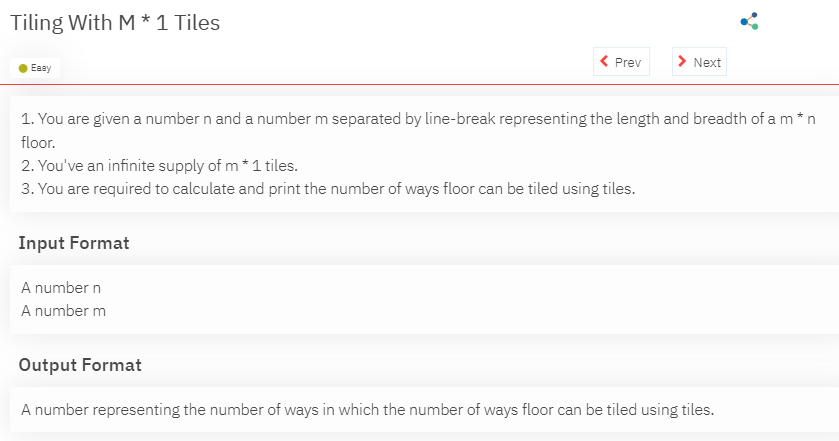 Tiling With M * 1 Tiles
Easy
Prev
Next
1. You are given a number n and a number m separated by line-break representing the length and breadth of a m * n
floor.
2. You've an infinite supply of m * 1 tiles.
3. You are required to calculate and print the number of ways floor can be tiled using tiles.
Input Format
A number n
A number m
Output Format
A number representing the number of ways in which the number of ways floor can be tiled using tiles.